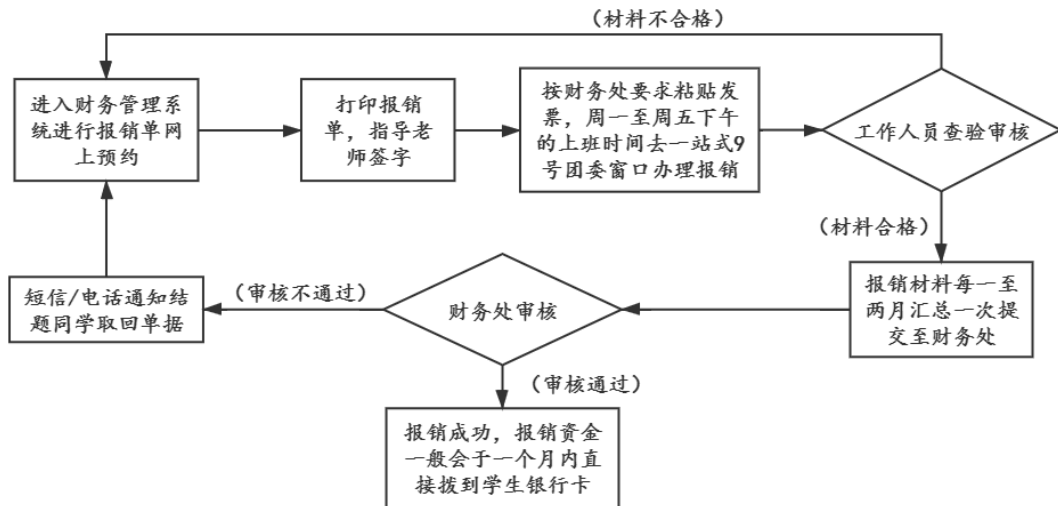 （材料不合格）
进入财务管理系
统进行报销单网
上预约
打印报销
单，指导老
师签字
按财务处要求粘贴发
票，周一至周五下午
的上班时间去一站式9
号团委窗口办理报销
工作人员查验审核
（材料合格）
报销材料每一至
两月汇总一次提
交至财务处
财务处审核
（审核不通过）
短信/电话通知结
题同学取回单据
（审核通过）
报销成功，报销资金
一般会于一个月内直
接拨到学生银行卡